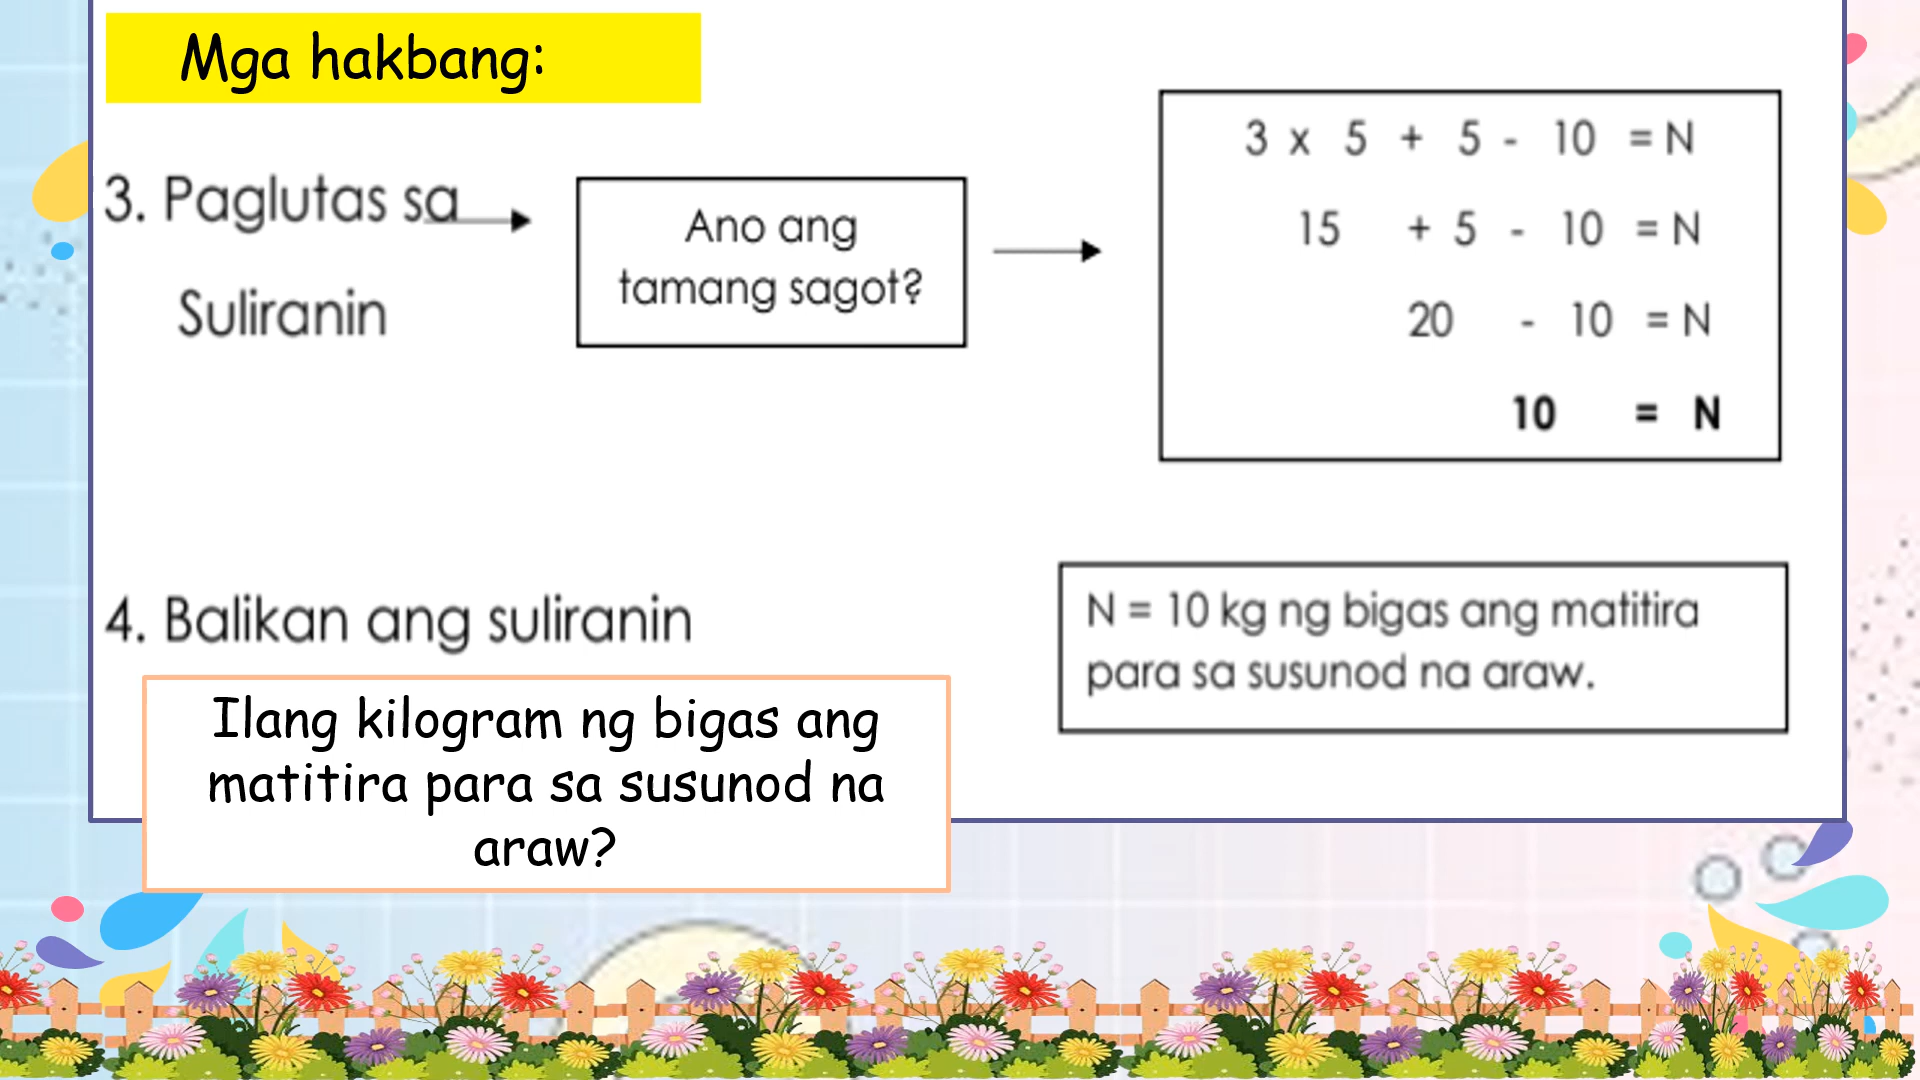 Mga hakbang:
3. Paglutas sa
Suliranin
Ano ang
tamang sagot?
3 x 5 + 5 - 10 = N
15 + 5 - 10 = N
20 - 10 = N
10 = N
4. Balikan ang suliranin
Ilang kilogram ng bigas ang
matitira para sa susunod na
araw?
N = 10 kg ng bigas ang matitira
para sa susunod na araw.